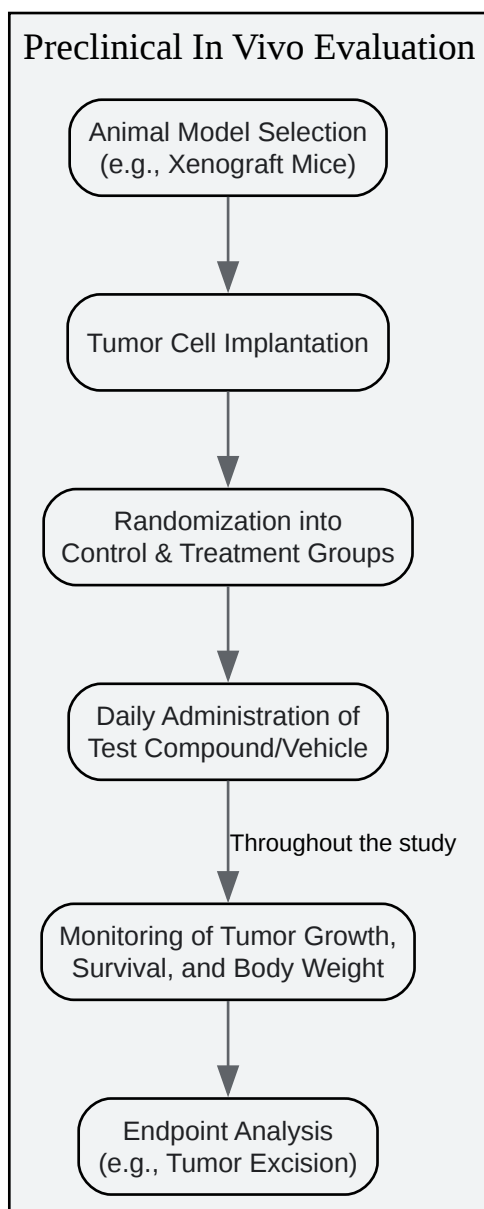 Preclinical In Vivo Evaluation
Animal Model Selection
(e.g., Xenograft Mice)
Tumor Cell Implantation
Randomization into
Control & Treatment Groups
Daily Administration of
Test Compound/Vehicle
Throughout the study
Monitoring of Tumor Growth,
Survival, and Body Weight
Endpoint Analysis
(e.g., Tumor Excision)